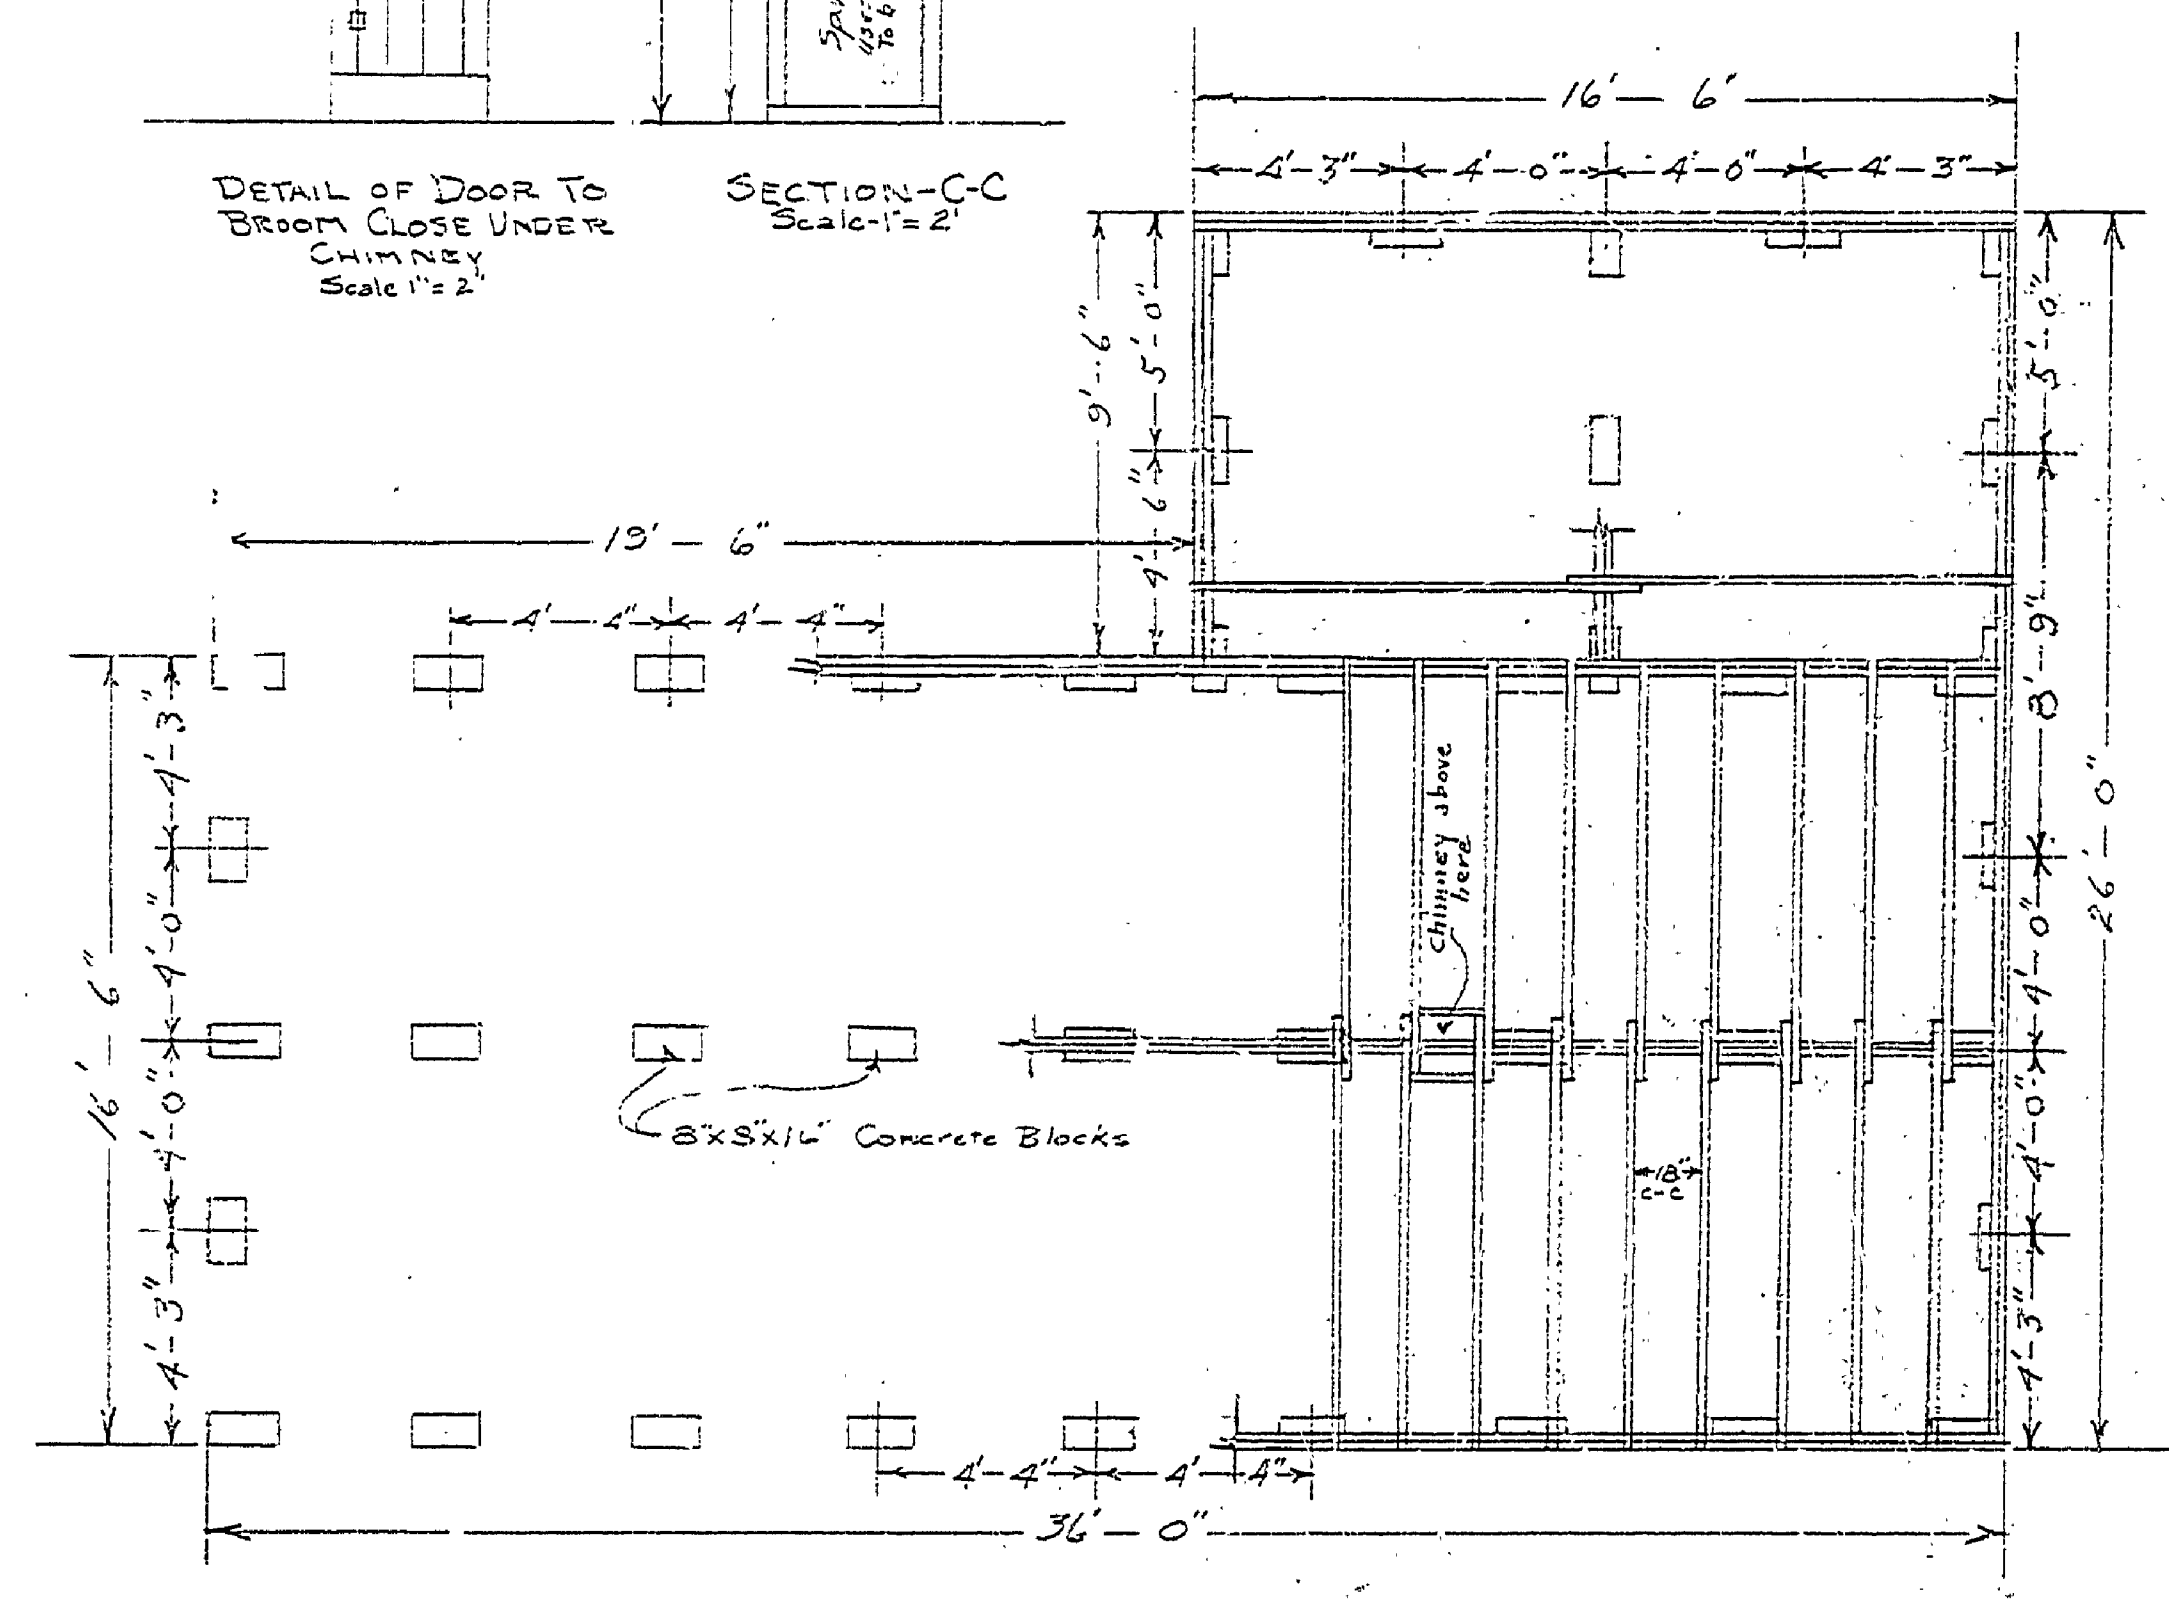 Spa
To b
DETAIL OF DOOR TO
BROOM CLOSE UNDER
CHIMNEY
Scale 1"= 2"
SECTION-C-C
Scale-1"= 2'
16'— 6"
4'-3" 4'-0" 4'-0" 4'-3"
9'-6"
5'-0"
4'-6"
5'-0"
8'-9"
26'-0"
19'— 6"
4'—4" 4'—4"
16'— 6"
4'-3"
4'-0"
4'-0"
4'-3"
chimney above
here
4'-0"
4'-0"
4'-3"
8"x8"x16" Concrete Blocks
18"
c-c
4'-4" 4'-4"
36'— 0"